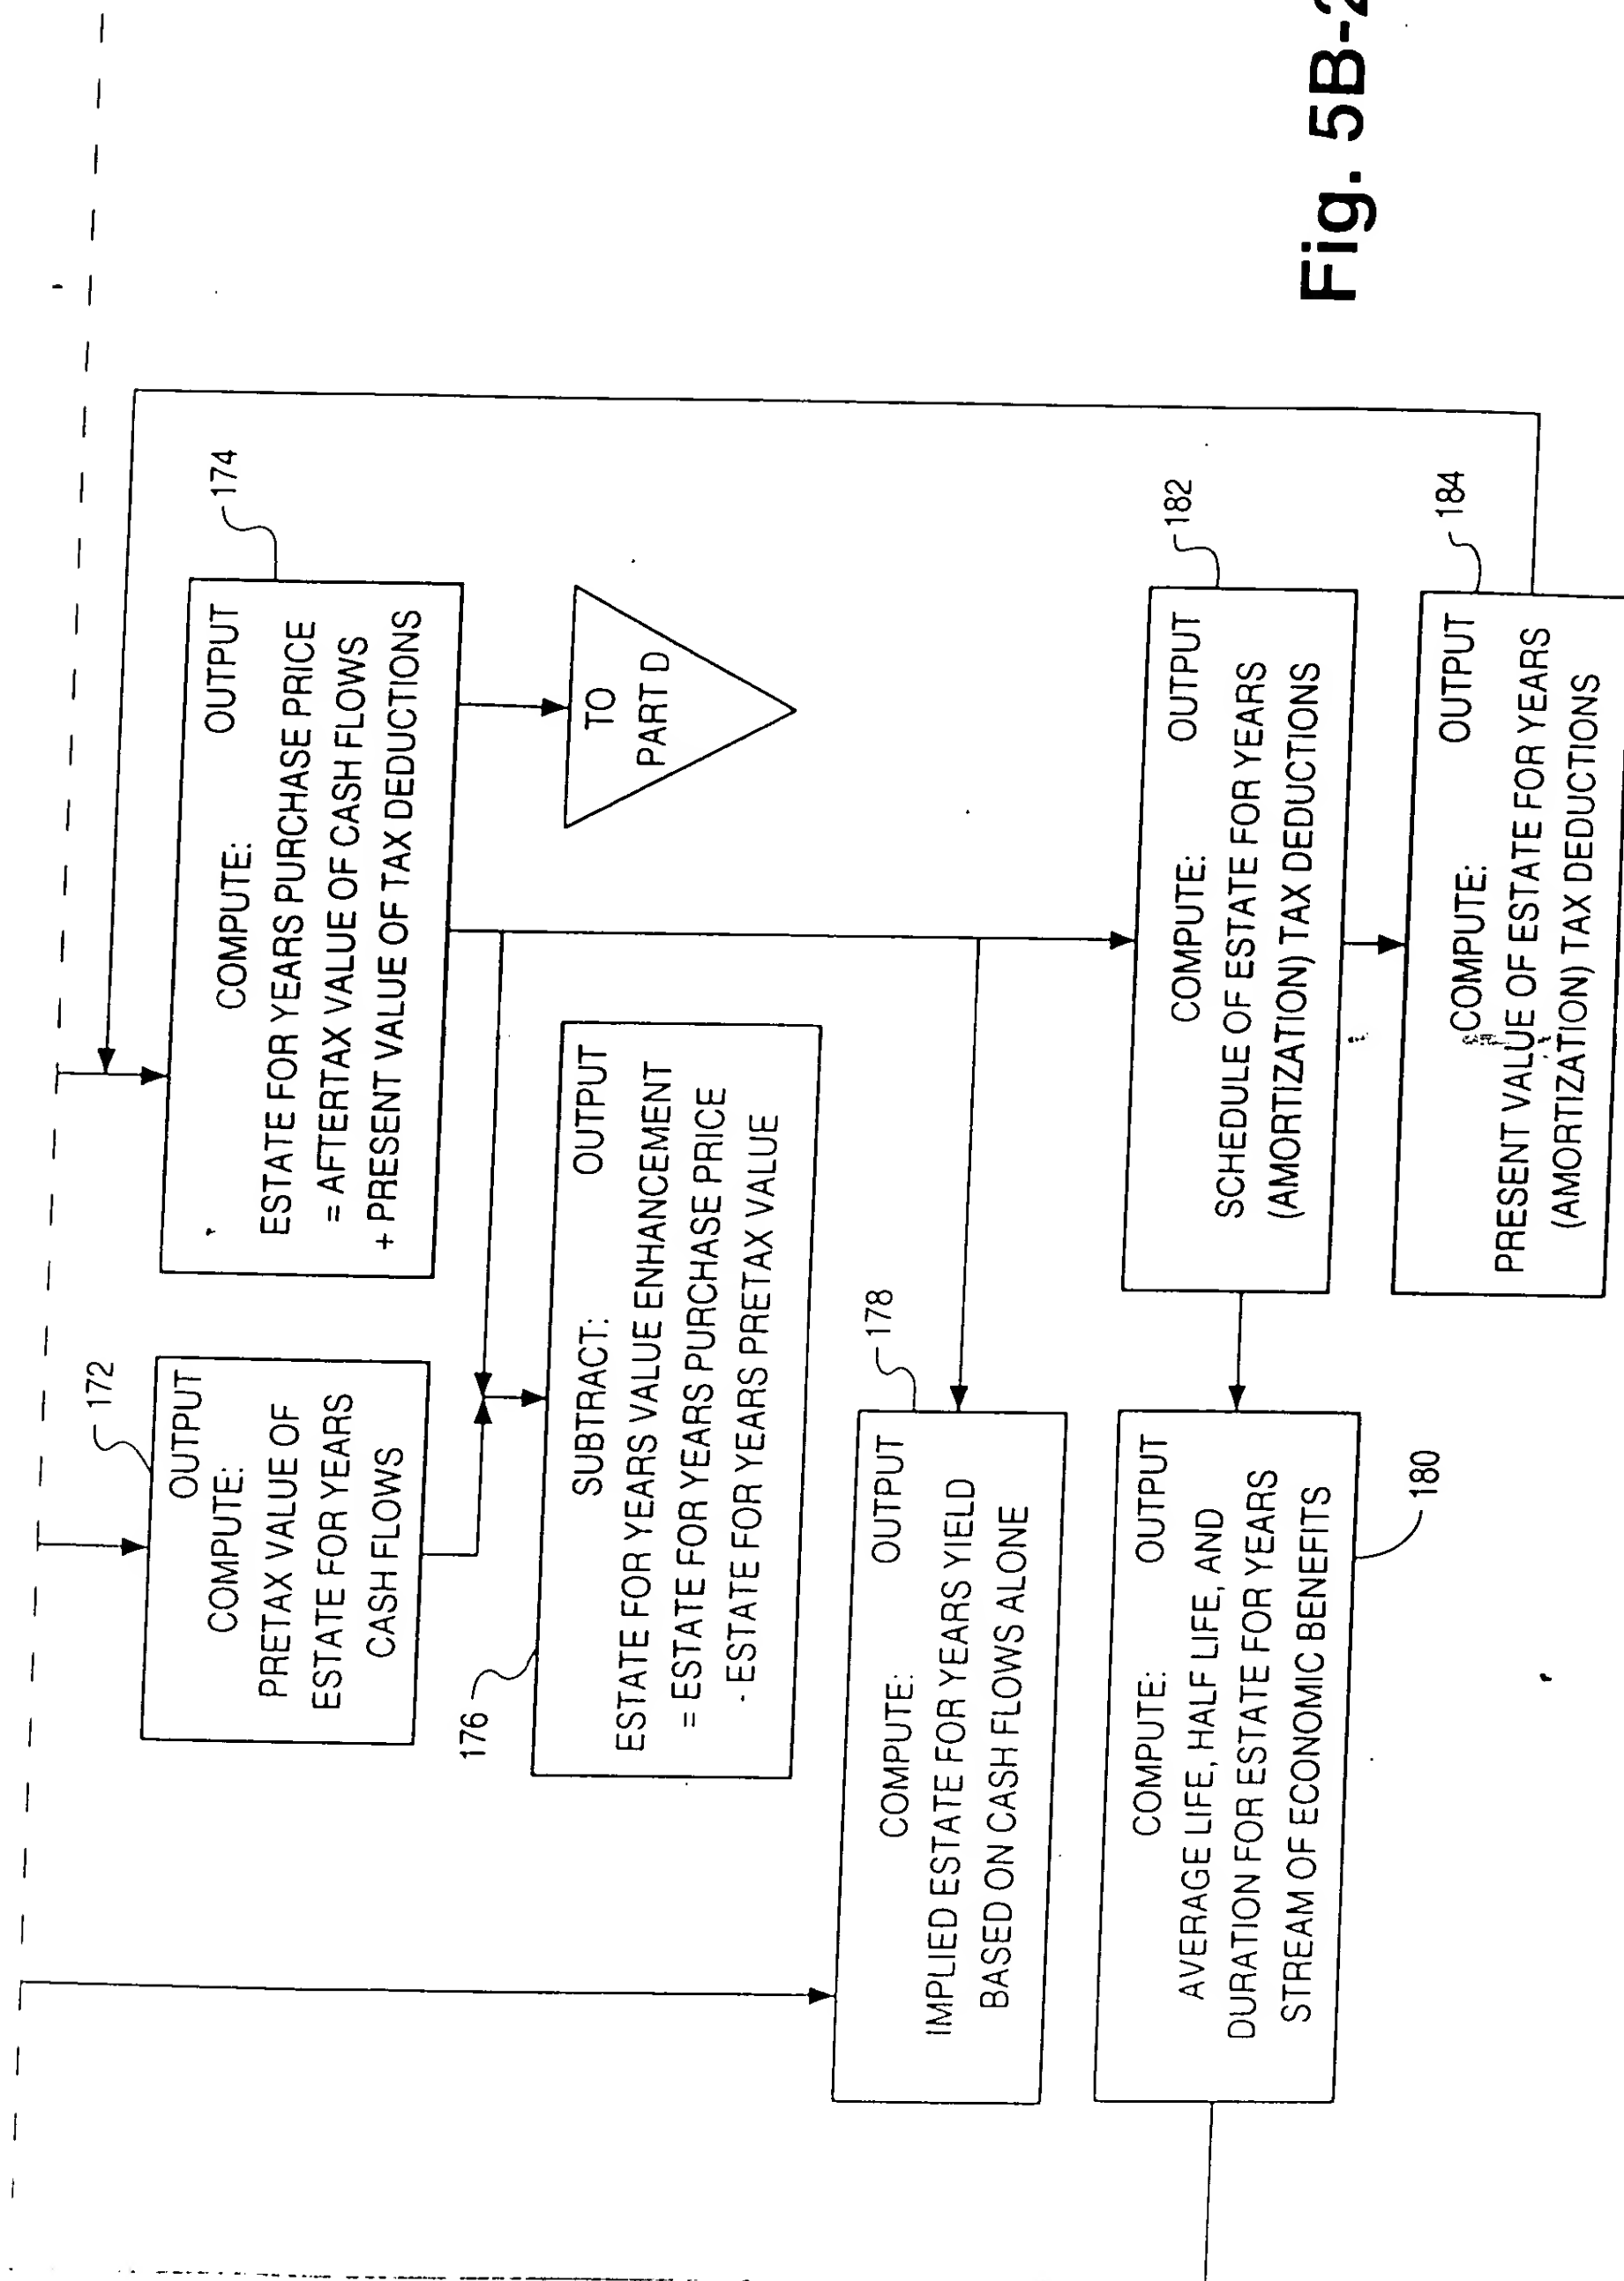 172
OUTPUT
COMPUTE:
PRETAX VALUE OF
ESTATE FOR YEARS
CASH FLOWS
174
COMPUTE: OUTPUT
ESTATE FOR YEARS PURCHASE PRICE
= AFTERTAX VALUE OF CASH FLOWS
+ PRESENT VALUE OF TAX DEDUCTIONS
TO
PART D
176
SUBTRACT: OUTPUT
ESTATE FOR YEARS VALUE ENHANCEMENT
= ESTATE FOR YEARS PURCHASE PRICE
- ESTATE FOR YEARS PRETAX VALUE
178
COMPUTE: OUTPUT
IMPLIED ESTATE FOR YEARS YIELD
BASED ON CASH FLOWS ALONE
180
COMPUTE: OUTPUT
AVERAGE LIFE, HALF LIFE, AND
DURATION FOR ESTATE FOR YEARS
STREAM OF ECONOMIC BENEFITS
182
COMPUTE: OUTPUT
SCHEDULE OF ESTATE FOR YEARS
(AMORTIZATION) TAX DEDUCTIONS
184
COMPUTE: OUTPUT
PRESENT VALUE OF ESTATE FOR YEARS
(AMORTIZATION) TAX DEDUCTIONS
Fig. 5B-2